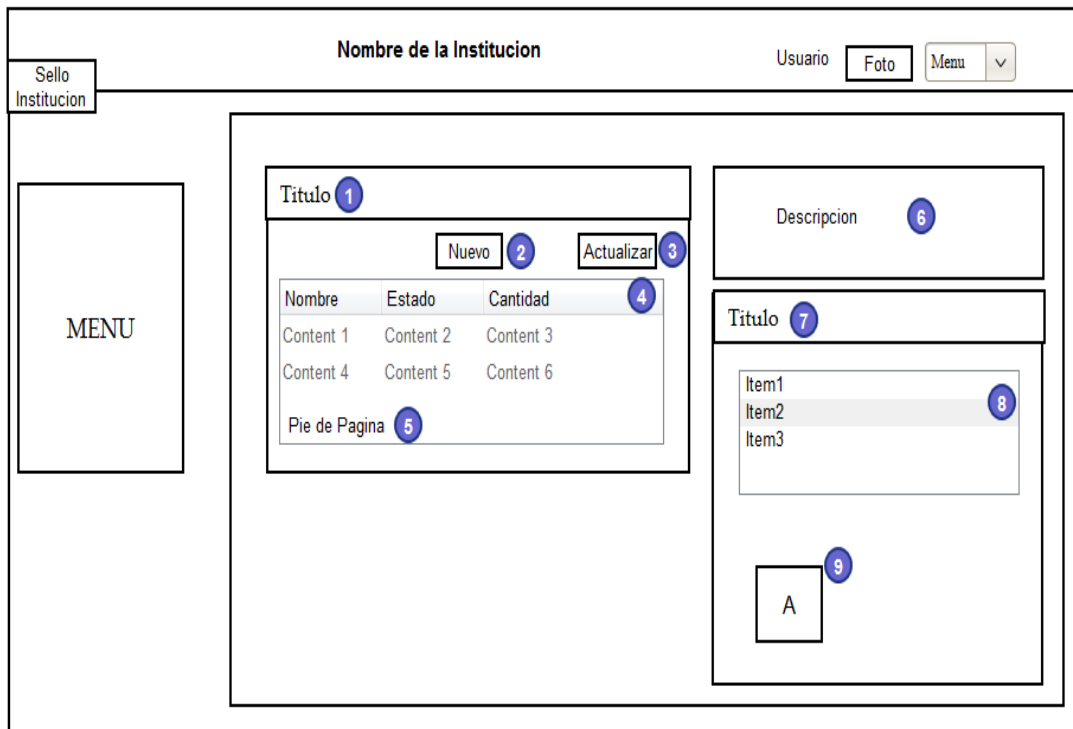 Nombre de la Institucion
Usuario
Foto
Menu
Sello
Institucion
MENU
Titulo 1
Nuevo 2 Actualizar 3
Nombre Estado Cantidad 4
Content 1 Content 2 Content 3
Content 4 Content 5 Content 6
Pie de Pagina 5
Descripcion 6
Titulo 7
Item1
Item2 8
Item3
9
A